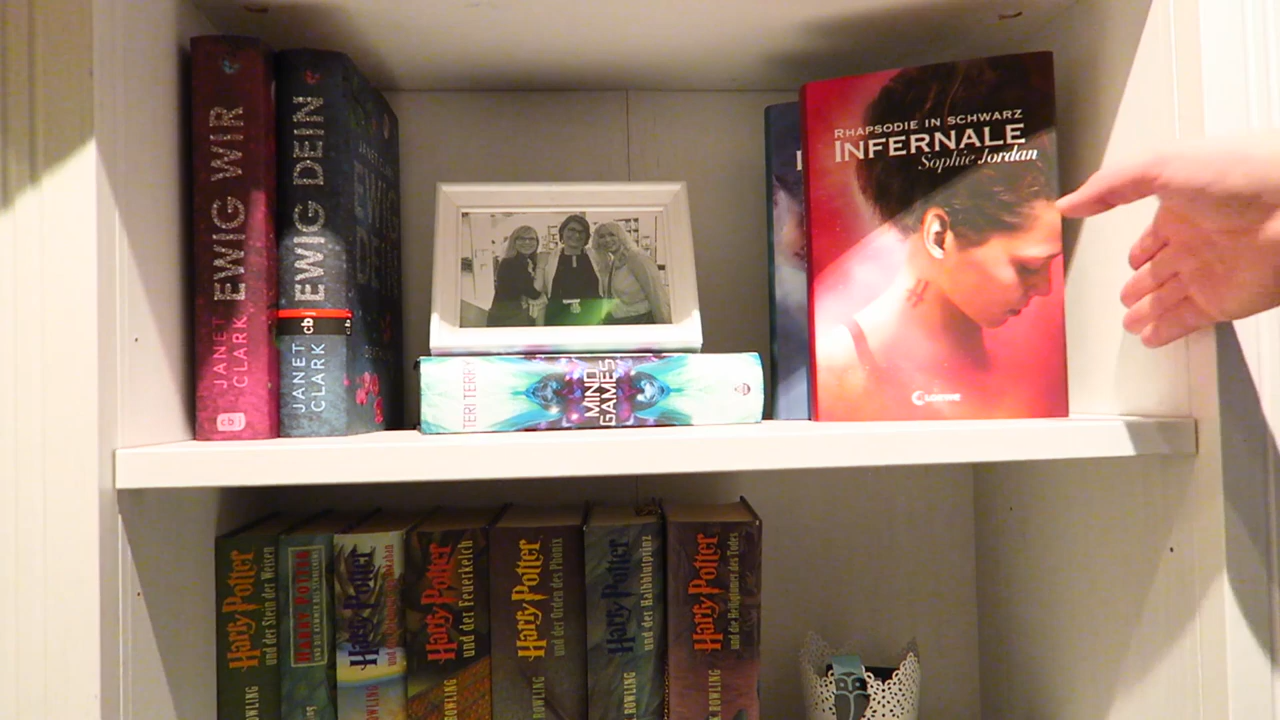 EWIG WIR
JANET
CLARK
cb
EWIG DEIN
cb
JANET
CLARK
EWIG
TERI TERRY
MIND
GAMES
RHAPSODIE IN SCHWARZ
INFERNALE
Sophie Jordan
LOEWE
Harry Potter
und der Stein der Weisen
HARRY POTTER
UND DIE KAMMER DES SCHRECKENS
Harry Potter
Harry Potter
und der Feuerkelch
Harry Potter
und der Orden des Phönix
Harry Potter
und der Halbblutprinz
Harry Potter
und die Heiligtümer des Todes
ROWLING